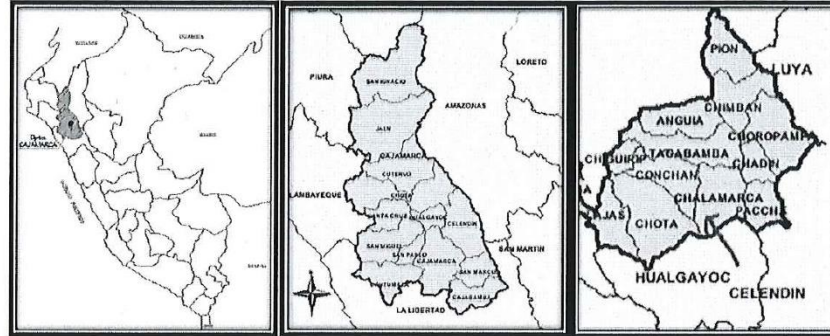 Dpto.
CAJAMARCA
PIURA
LORETO
SAN IGNACIO
AMAZONAS
JAEN
CAJAMARCA
CUTERVO
LAMBAYEQUE
CHOTA
SANTA CRUZ
HUALGAYOC
CELENDIN
SAN MIGUEL
SAN PABLO
CAJAMARCA
SAN MARCOS
SAN MARTIN
CAJABAMBA
LA LIBERTAD
PION
LUYA
CHIMBAN
ANGUIA
CHOROPAMPA
TACABAMBA
CHADIN
CONCHAN
CHALAMARCA
PACCHA
CHOTA
HUALGAYOC
CELENDIN